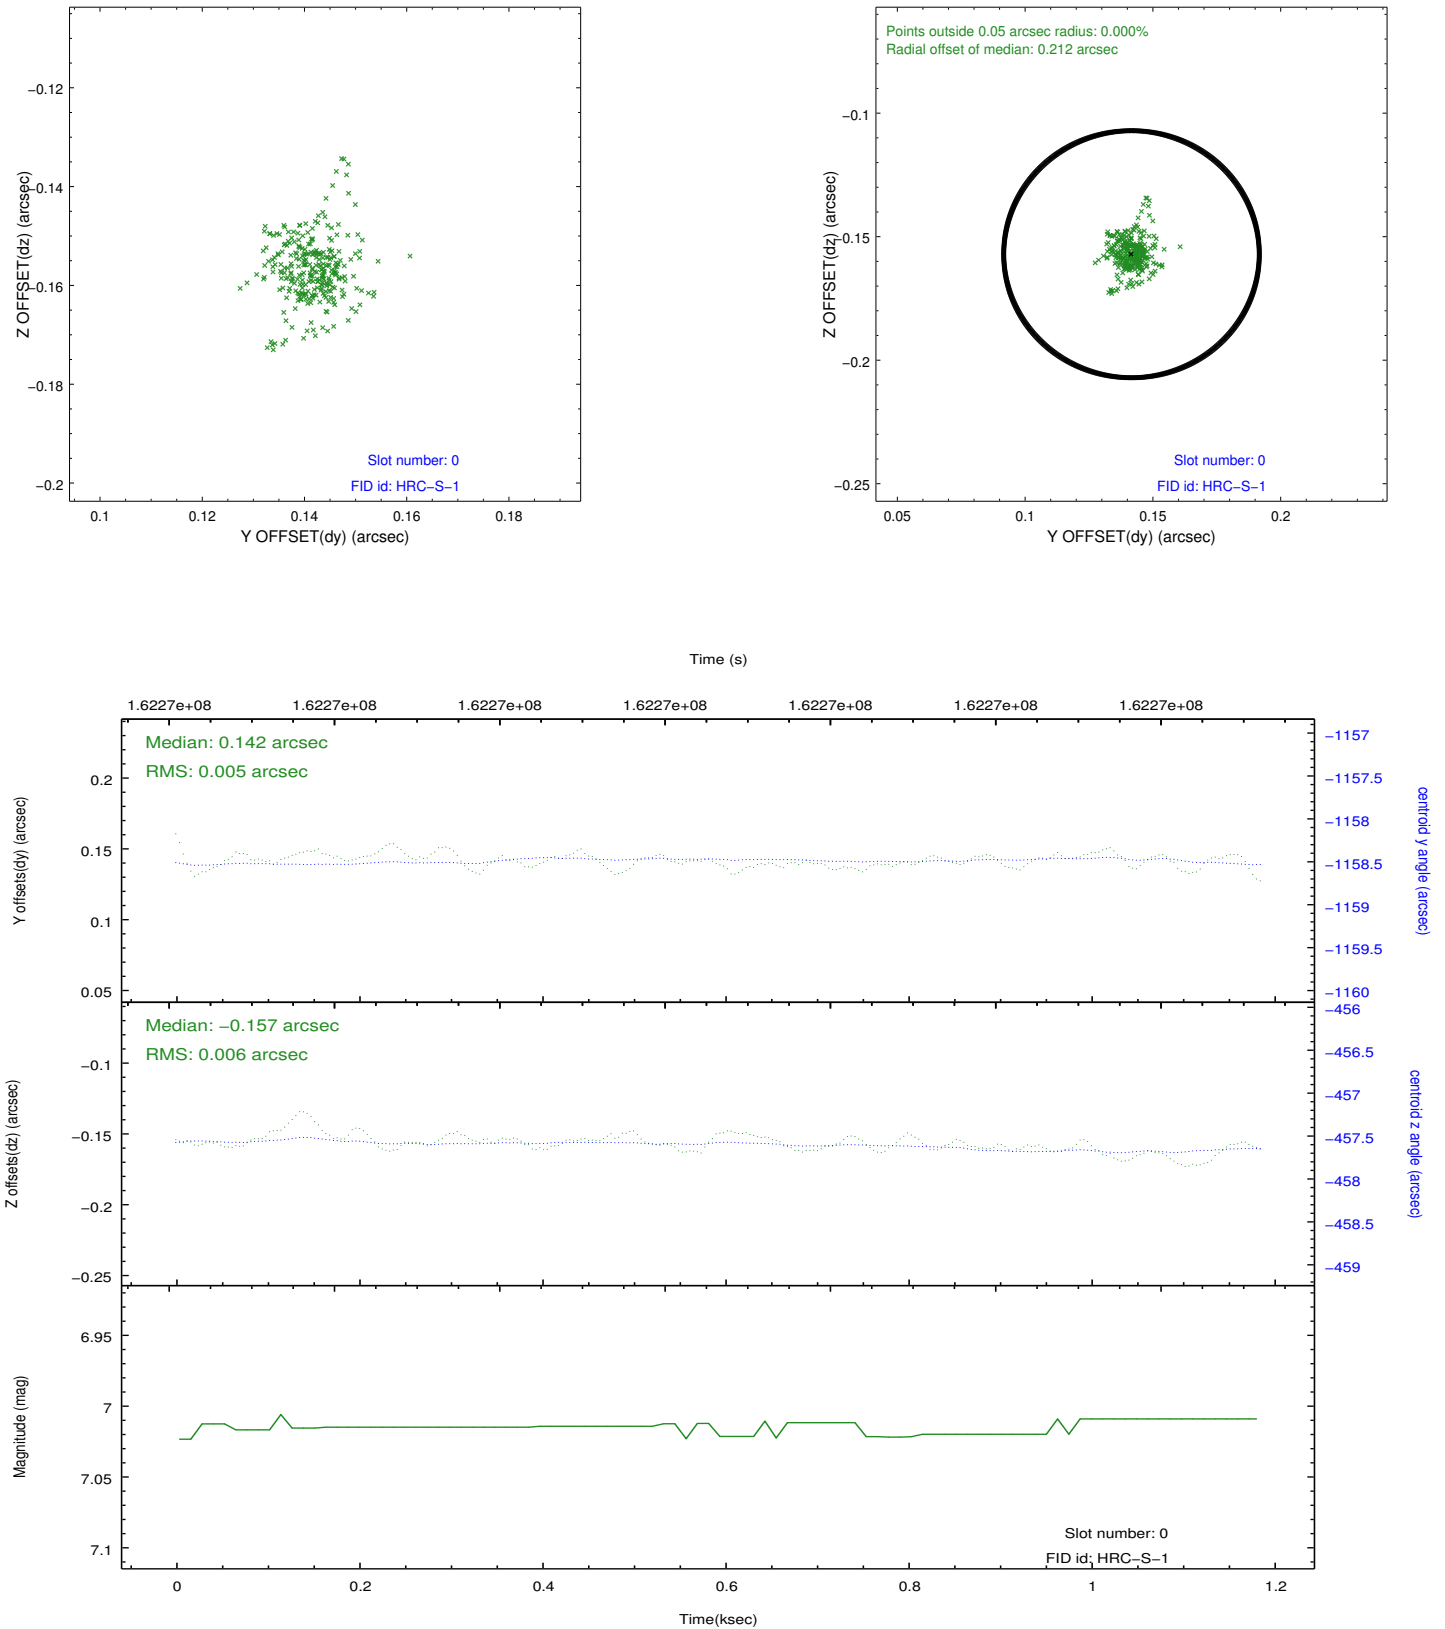 −0.12
−0.14
−0.16
−0.18
−0.2
Z OFFSET(dz) (arcsec)
Slot number: 0
FID id: HRC−S−1
0.1 0.12 0.14 0.16 0.18
Y OFFSET(dy) (arcsec)
Points outside 0.05 arcsec radius: 0.000%
Radial offset of median: 0.212 arcsec
−0.1
−0.15
−0.2
−0.25
Z OFFSET(dz) (arcsec)
Slot number: 0
FID id: HRC−S−1
0.05 0.1 0.15 0.2
Y OFFSET(dy) (arcsec)
Time (s)
1.6227e+08 1.6227e+08 1.6227e+08 1.6227e+08 1.6227e+08 1.6227e+08 1.6227e+08
Median: 0.142 arcsec
RMS: 0.005 arcsec
0.2
0.15
0.1
0.05
Y offsets(dy) (arcsec)
−1157
−1157.5
−1158
−1158.5
−1159
−1159.5
−1160
centroid y angle (arcsec)
Median: −0.157 arcsec
RMS: 0.006 arcsec
−0.1
−0.15
−0.2
−0.25
Z offsets(dz) (arcsec)
−456
−456.5
−457
−457.5
−458
−458.5
−459
centroid z angle (arcsec)
6.95
7
7.05
7.1
Magnitude (mag)
Slot number: 0
FID id: HRC−S−1
0 0.2 0.4 0.6 0.8 1 1.2
Time(ksec)